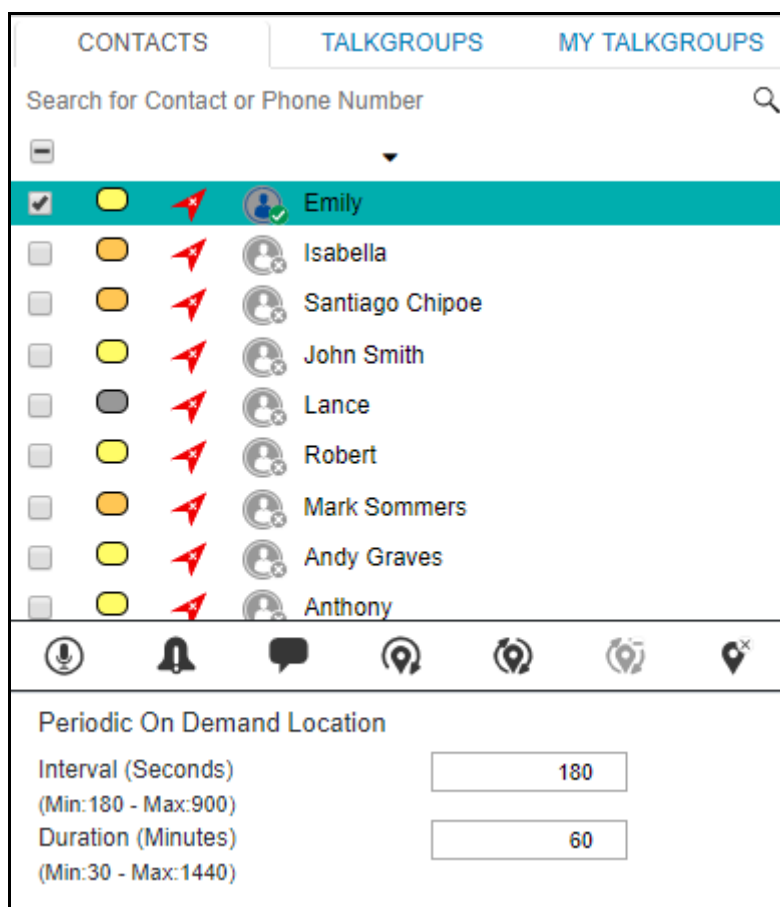 CONTACTS TALKGROUPS MY TALKGROUPS
Search for Contact or Phone Number
Emily
Isabella
Santiago Chipoe
John Smith
Lance
Robert
Mark Sommers
Andy Graves
Anthony
Periodic On Demand Location
Interval (Seconds) 180
(Min:180 - Max:900)
Duration (Minutes) 60
(Min:30 - Max:1440)